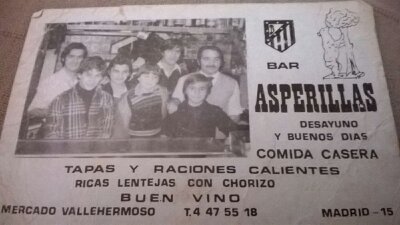 BAR
ASPERILLAS
DESAYUNO
Y BUENOS DIAS
COMIDA CASERA
TAPAS Y RACIONES CALIENTES
RICAS LENTEJAS CON CHORIZO
BUEN VINO
MERCADO VALLEHERMOSO T.4 47 55 18 MADRID-15